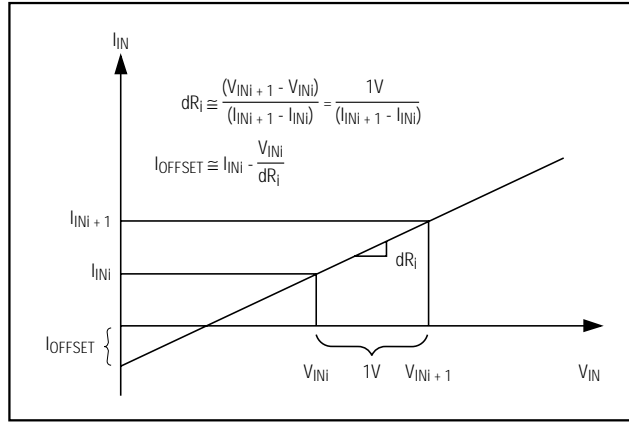 I_IN
dR_i ≅ (V_INi + 1 - V_INi) / (I_INi + 1 - I_INi) = 1V / (I_INi + 1 - I_INi)
I_OFFSET ≅ I_INi - V_INi / dR_i
I_INi + 1
I_INi
dR_i
I_OFFSET
V_INi 1V V_INi + 1 V_IN